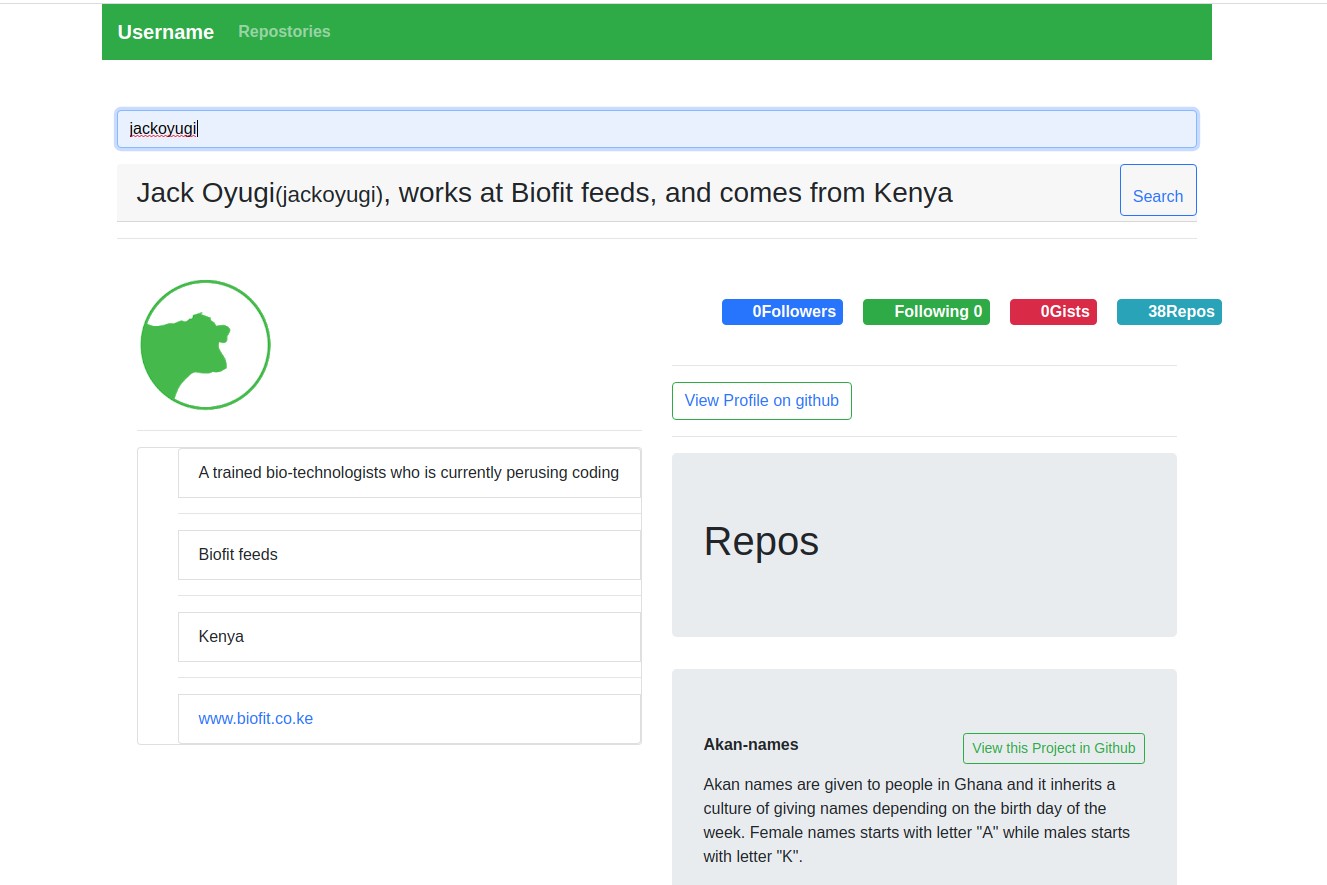 Username Repostories
jackoyugi
Jack Oyugi(jackoyugi), works at Biofit feeds, and comes from Kenya
Search
0Followers Following 0 0Gists 38Repos
View Profile on github
A trained bio-technologists who is currently perusing coding
Biofit feeds
Kenya
www.biofit.co.ke
Repos
Akan-names
View this Project in Github
Akan names are given to people in Ghana and it inherits a
culture of giving names depending on the birth day of the
week. Female names starts with letter "A" while males starts
with letter "K".